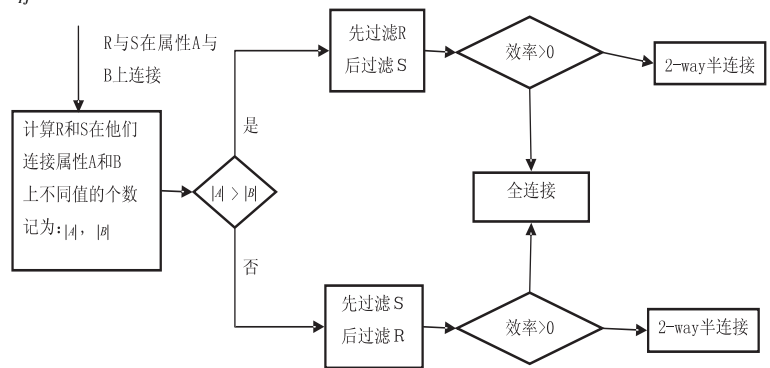 ij
R与S在属性A与
B上连接
计算R和S在他们
连接属性A和B
上不同值的个数
记为:|A|, |B|
|A| > |B|
是
否
先过滤R
后过滤S
效率>0
2-way半连接
全连接
先过滤S
后过滤R
效率>0
2-way半连接